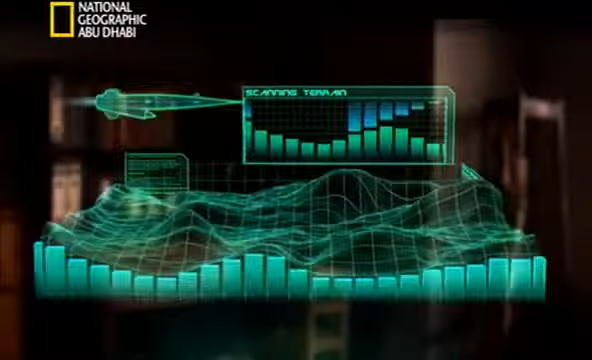 NATIONAL
GEOGRAPHIC
ABU DHABI
SCANNING TERRAIN